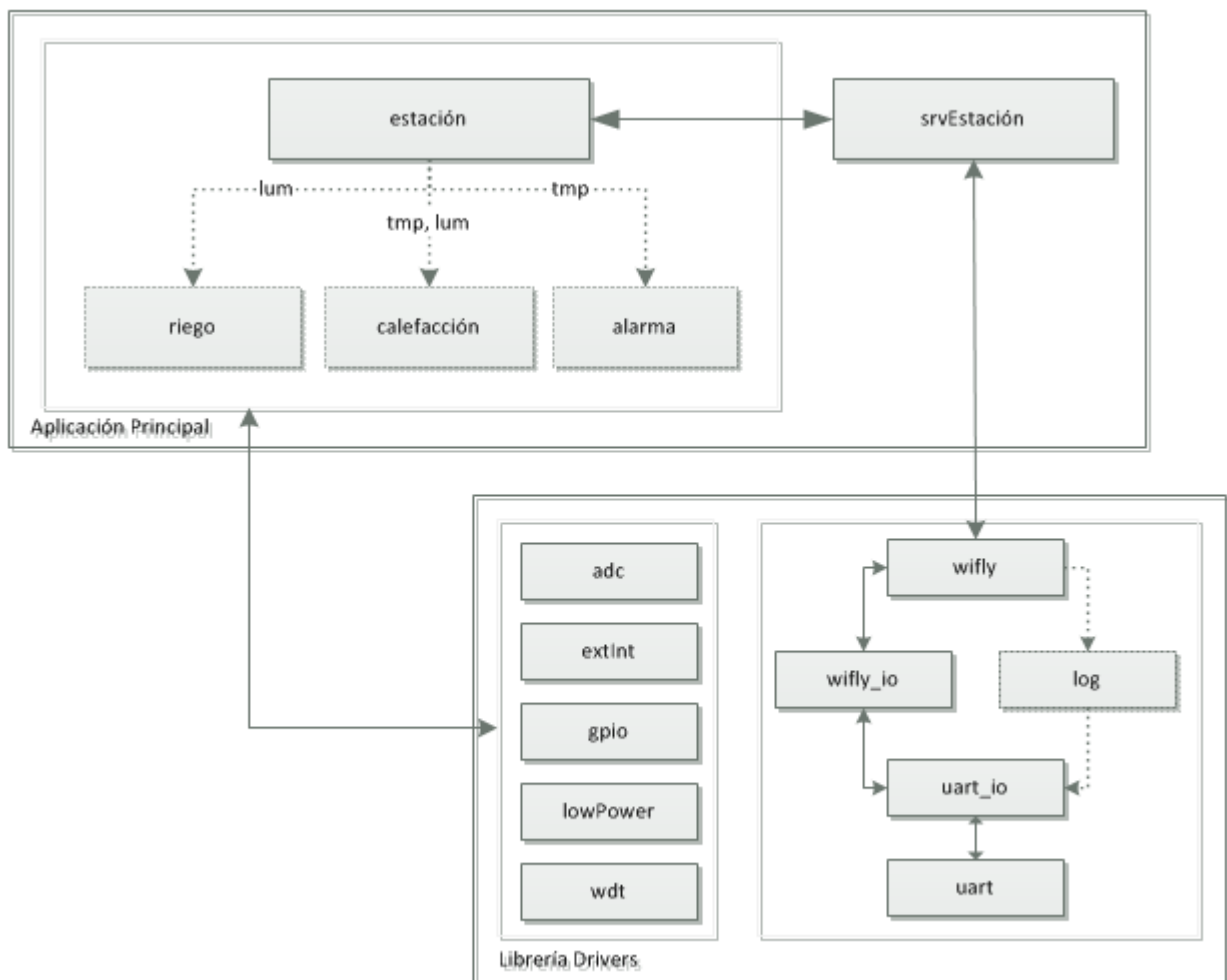 estación
srvEstación
lum
tmp
tmp, lum
riego
calefacción
alarma
Aplicación Principal
adc
wifly
extInt
wifly_io
log
gpio
uart_io
lowPower
wdt
uart
Librería Drivers